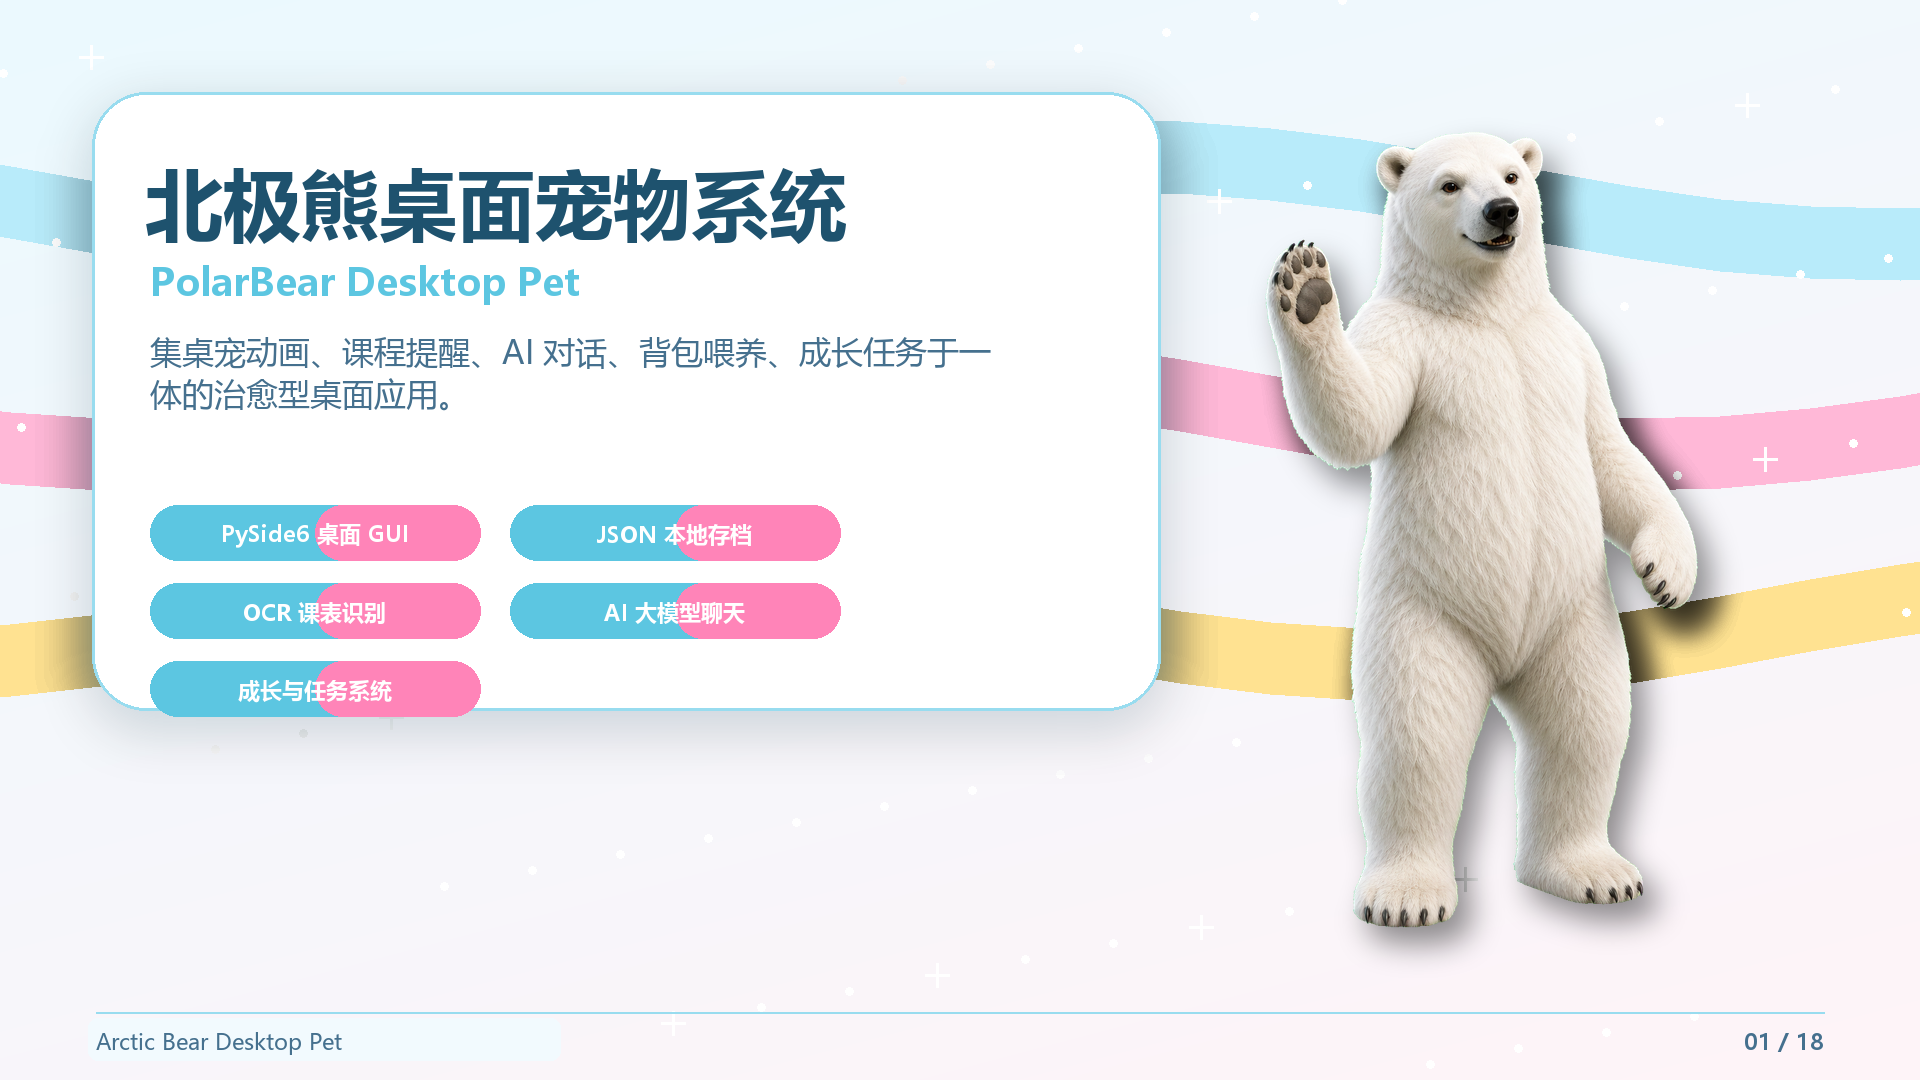 北极熊桌面宠物系统
PolarBear Desktop Pet
集桌宠动画、课程提醒、AI 对话、背包喂养、成长任务于一
体的治愈型桌面应用。
PySide6 桌面 GUI
JSON 本地存档
OCR 课表识别
AI 大模型聊天
成长与任务系统
Arctic Bear Desktop Pet
01 / 18